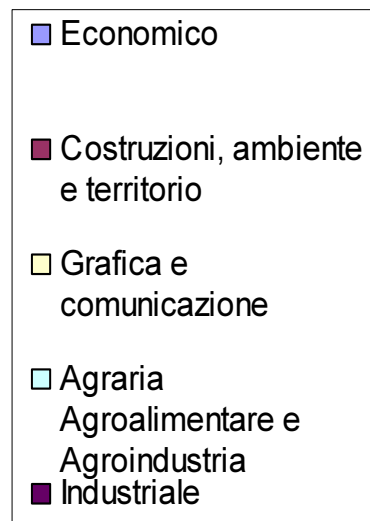 Economico
Costruzioni, ambiente
e territorio
Grafica e
comunicazione
Agraria
Agroalimentare e
Agroindustria
Industriale